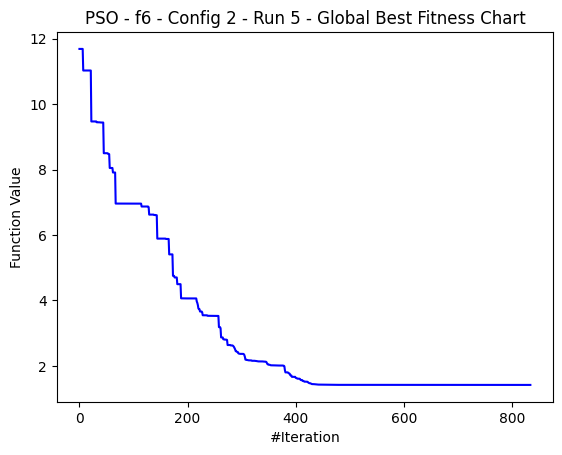 PSO - f6 - Config 2 - Run 5 - Global Best Fitness Chart
12
10
8
6
4
2
Function Value
0 200 400 600 800
#Iteration